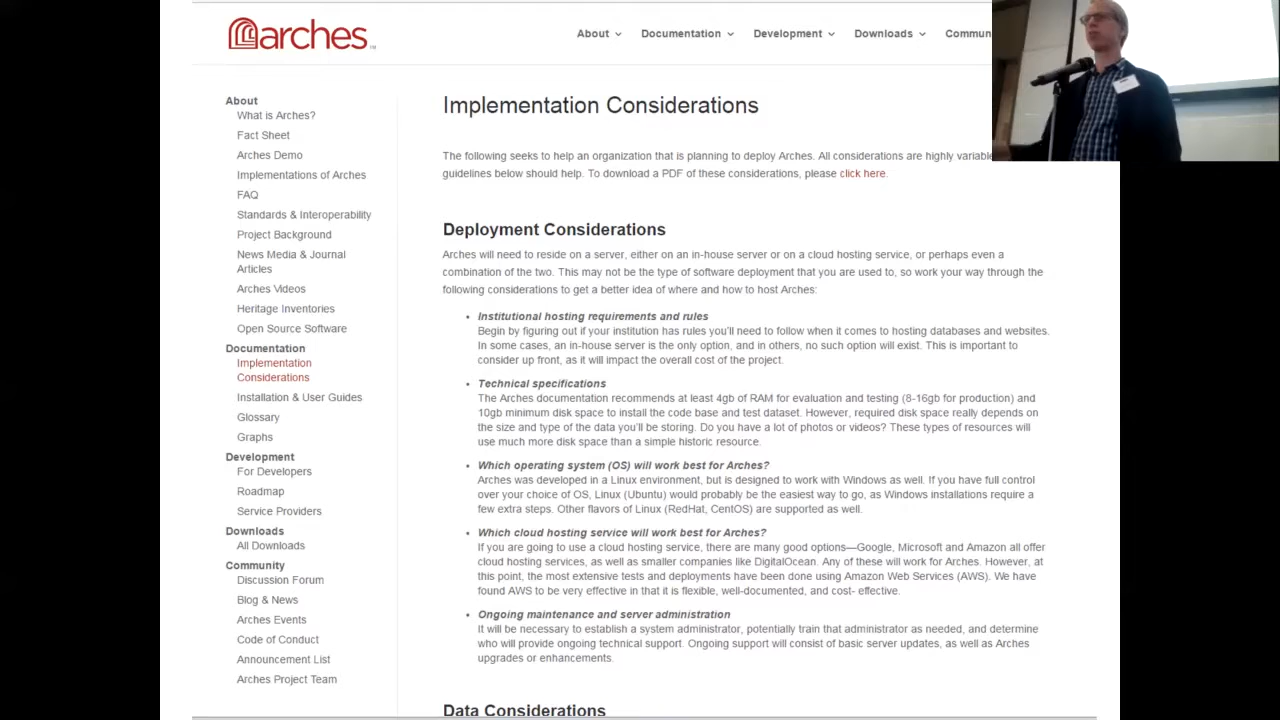 arches
About
Documentation
Development
Downloads
Commun
About
What is Arches?
Fact Sheet
Arches Demo
Implementations of Arches
FAQ
Standards & Interoperability
Project Background
News Media & Journal
Articles
Arches Videos
Heritage Inventories
Open Source Software
Documentation
Implementation
Considerations
Installation & User Guides
Glossary
Graphs
Development
For Developers
Roadmap
Service Providers
Downloads
All Downloads
Community
Discussion Forum
Blog & News
Arches Events
Code of Conduct
Announcement List
Arches Project Team
Implementation Considerations
The following seeks to help an organization that is planning to deploy Arches. All considerations are highly variable
guidelines below should help. To download a PDF of these considerations, please click here.
Deployment Considerations
Arches will need to reside on a server, either on an in-house server or on a cloud hosting service, or perhaps even a
combination of the two. This may not be the type of software deployment that you are used to, so work your way through the
following considerations to get a better idea of where and how to host Arches:
• Institutional hosting requirements and rules
Begin by figuring out if your institution has rules you'll need to follow when it comes to hosting databases and websites.
In some cases, an in-house server is the only option, and in others, no such option will exist. This is important to
consider up front, as it will impact the overall cost of the project.
• Technical specifications
The Arches documentation recommends at least 4gb of RAM for evaluation and testing (8-16gb for production) and
10gb minimum disk space to install the code base and test dataset. However, required disk space really depends on
the size and type of the data you'll be storing. Do you have a lot of photos or videos? These types of resources will
use much more disk space than a simple historic resource.
• Which operating system (OS) will work best for Arches?
Arches was developed in a Linux environment, but is designed to work with Windows as well. If you have full control
over your choice of OS, Linux (Ubuntu) would probably be the easiest way to go, as Windows installations require a
few extra steps. Other flavors of Linux (RedHat, CentOS) are supported as well.
• Which cloud hosting service will work best for Arches?
If you are going to use a cloud hosting service, there are many good options—Google, Microsoft and Amazon all offer
cloud hosting services, as well as smaller companies like DigitalOcean. Any of these will work for Arches. However, at
this point, the most extensive tests and deployments have been done using Amazon Web Services (AWS). We have
found AWS to be very effective in that it is flexible, well-documented, and cost- effective.
• Ongoing maintenance and server administration
It will be necessary to establish a system administrator, potentially train that administrator as needed, and determine
who will provide ongoing technical support. Ongoing support will consist of basic server updates, as well as Arches
upgrades or enhancements.
Data Considerations